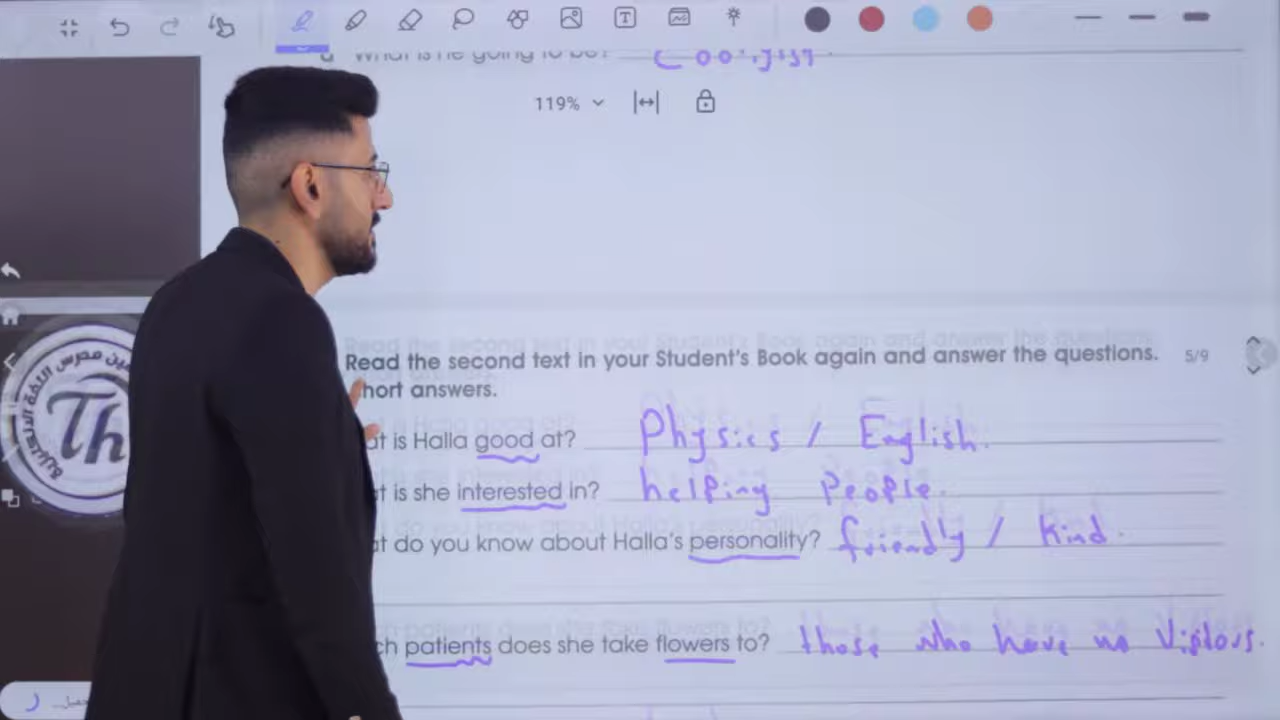 What is he going to be?
119%
Read the second text in your Student's Book again and answer the questions. 5/9
hort answers.
at is Halla good at? Physics / English.
t is she interested in? helping people.
at do you know about Halla's personality? friendly / kind.
ch patients does she take flowers to? those who have no visitors.
Th